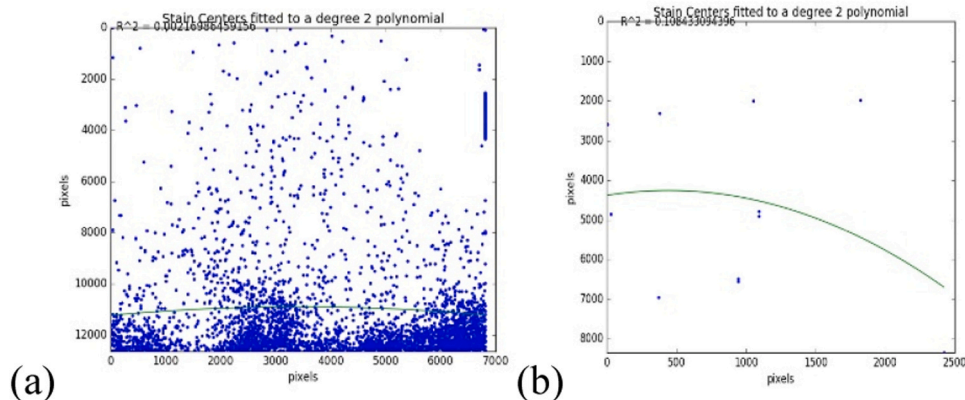 Stain Centers fitted to a degree 2 polynomial
R^2 = 0.00216986459156
0
2000
4000
6000
8000
10000
12000
pixels
0 1000 2000 3000 4000 5000 6000 7000
pixels
(a)
Stain Centers fitted to a degree 2 polynomial
R^2 = 0.108433094396
0
1000
2000
3000
4000
5000
6000
7000
8000
pixels
0 500 1000 1500 2000 2500
pixels
(b)